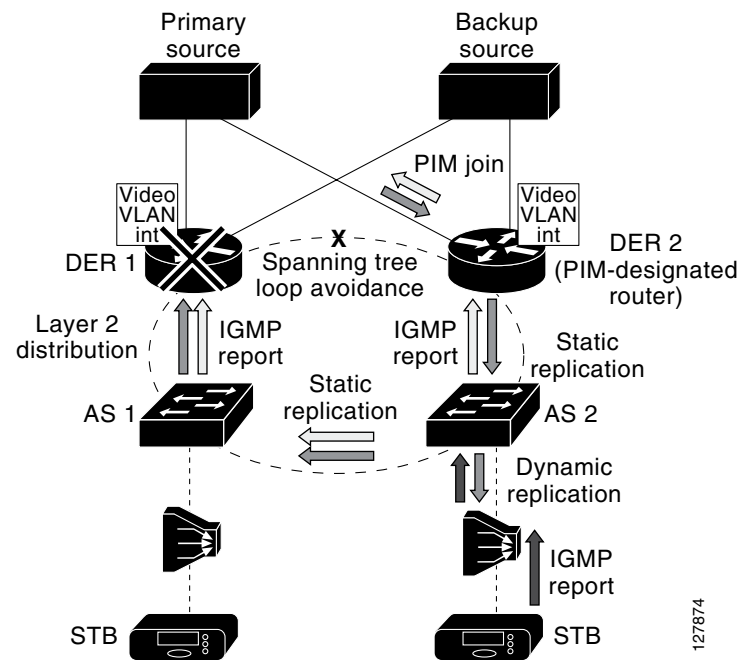 Primary
source
Backup
source
PIM join
Video
VLAN
int
Video
VLAN
int
DER 1
X
Spanning tree
loop avoidance
DER 2
(PIM-designated
router)
Layer 2
distribution
IGMP
report
IGMP
report
Static
replication
Static
replication
AS 1
AS 2
Dynamic
replication
IGMP
report
STB
STB
127874